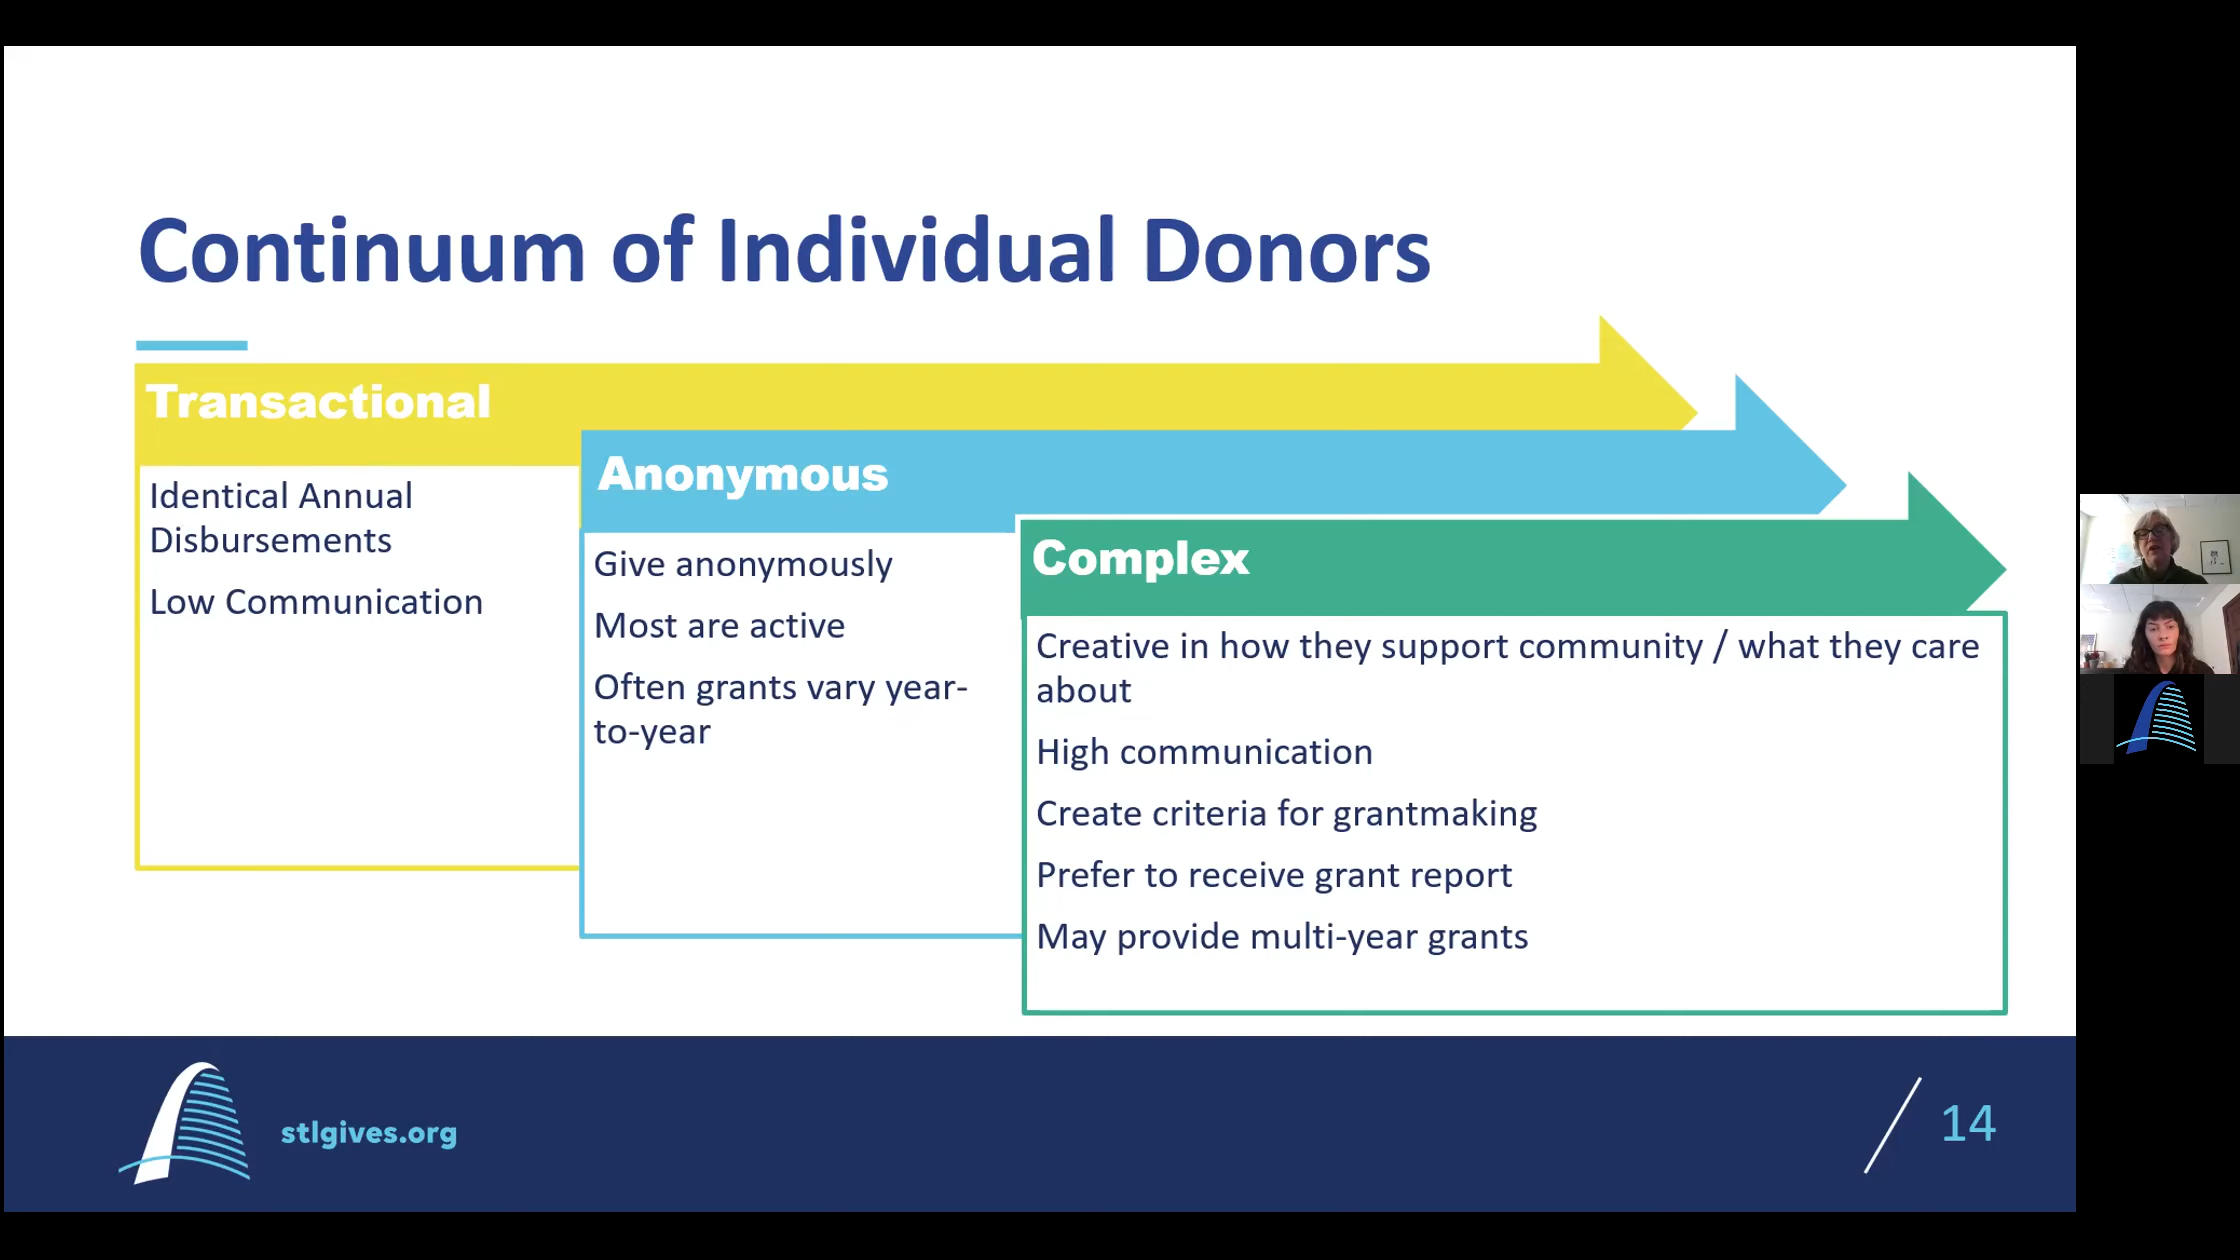 Continuum of Individual Donors
Transactional
Identical Annual
Disbursements
Low Communication
Anonymous
Give anonymously
Most are active
Often grants vary year-
to-year
Complex
Creative in how they support community / what they care
about
High communication
Create criteria for grantmaking
Prefer to receive grant report
May provide multi-year grants
stlgives.org
14